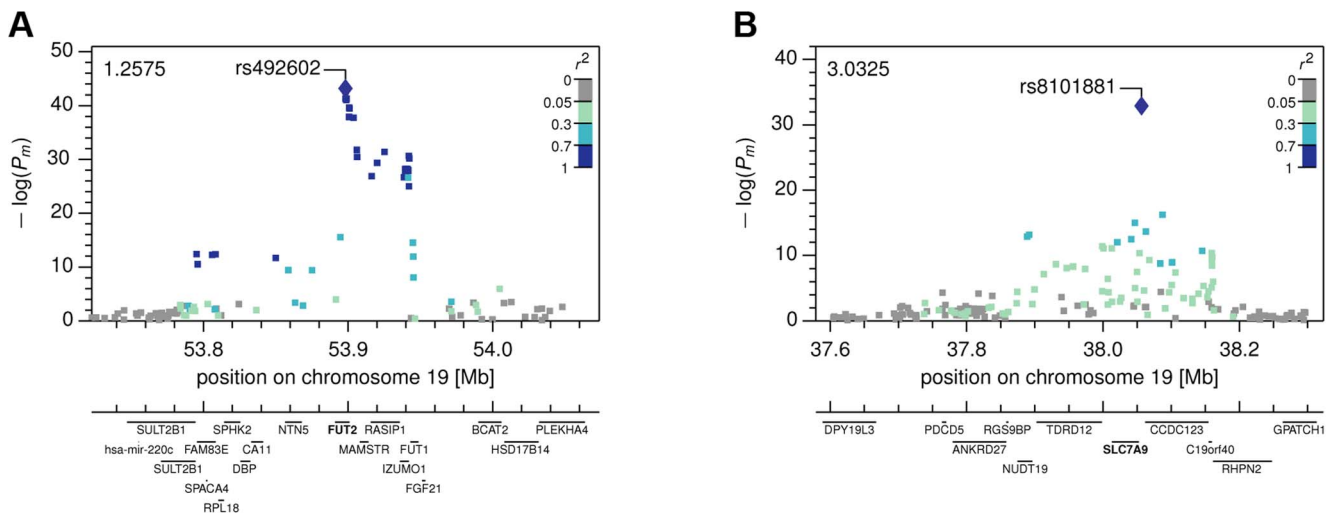 A
50
40
30
20
10
0
— log(Pm)
1.2575
rs492602
r2
0
0.05
0.3
0.7
1
53.8 53.9 54.0
position on chromosome 19 [Mb]
SULT2B1 SPHK2 NTN5 FUT2 RASIP1 BCAT2 PLEKHA4
hsa-mir-220c FAM83E CA11 MAMSTR FUT1 HSD17B14
SULT2B1 DBP IZUMO1
SPACA4 FGF21
RPL18
B
40
30
20
10
0
— log(Pm)
3.0325
rs8101881
r2
0
0.05
0.3
0.7
1
37.6 37.8 38.0 38.2
position on chromosome 19 [Mb]
DPY19L3 PDCD5 RGS9BP TDRD12 CCDC123 GPATCH1
ANKRD27 SLC7A9 C19orf40
NUDT19 RHPN2